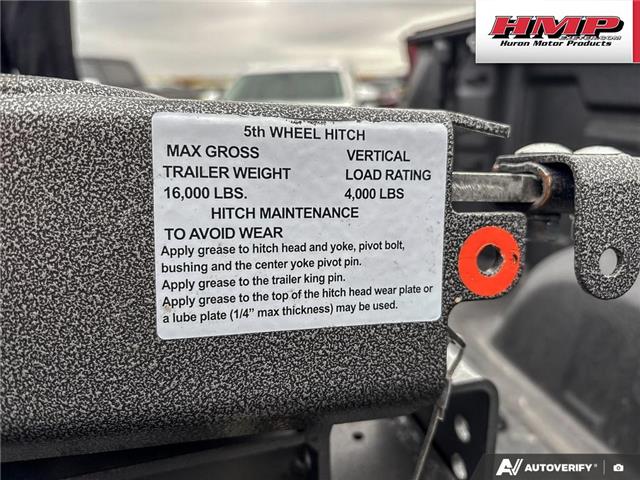 HMP
EXETER.COM
Huron Motor Products
5th WHEEL HITCH
MAX GROSS VERTICAL
TRAILER WEIGHT LOAD RATING
16,000 LBS. 4,000 LBS
HITCH MAINTENANCE
TO AVOID WEAR
Apply grease to hitch head and yoke, pivot bolt,
bushing and the center yoke pivot pin.
Apply grease to the trailer king pin.
Apply grease to the top of the hitch head wear plate or
a lube plate (1/4" max thickness) may be used.
AUTOVERIFY